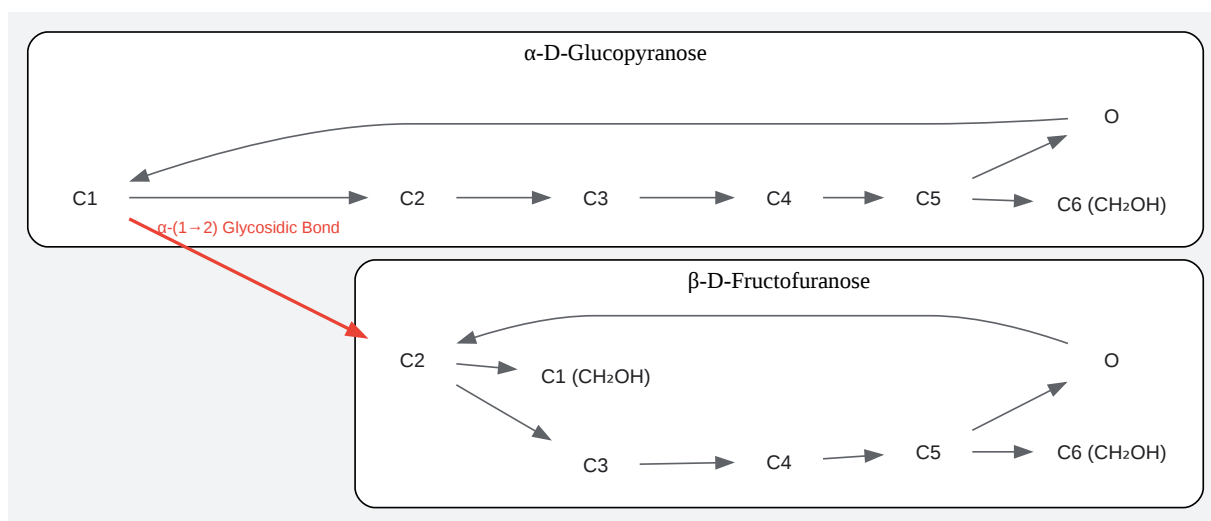 α-D-Glucopyranose
O
C1
C2
C3
C4
C5
C6 (CH₂OH)
α-(1→2) Glycosidic Bond
β-D-Fructofuranose
C2
C1 (CH₂OH)
O
C3
C4
C5
C6 (CH₂OH)